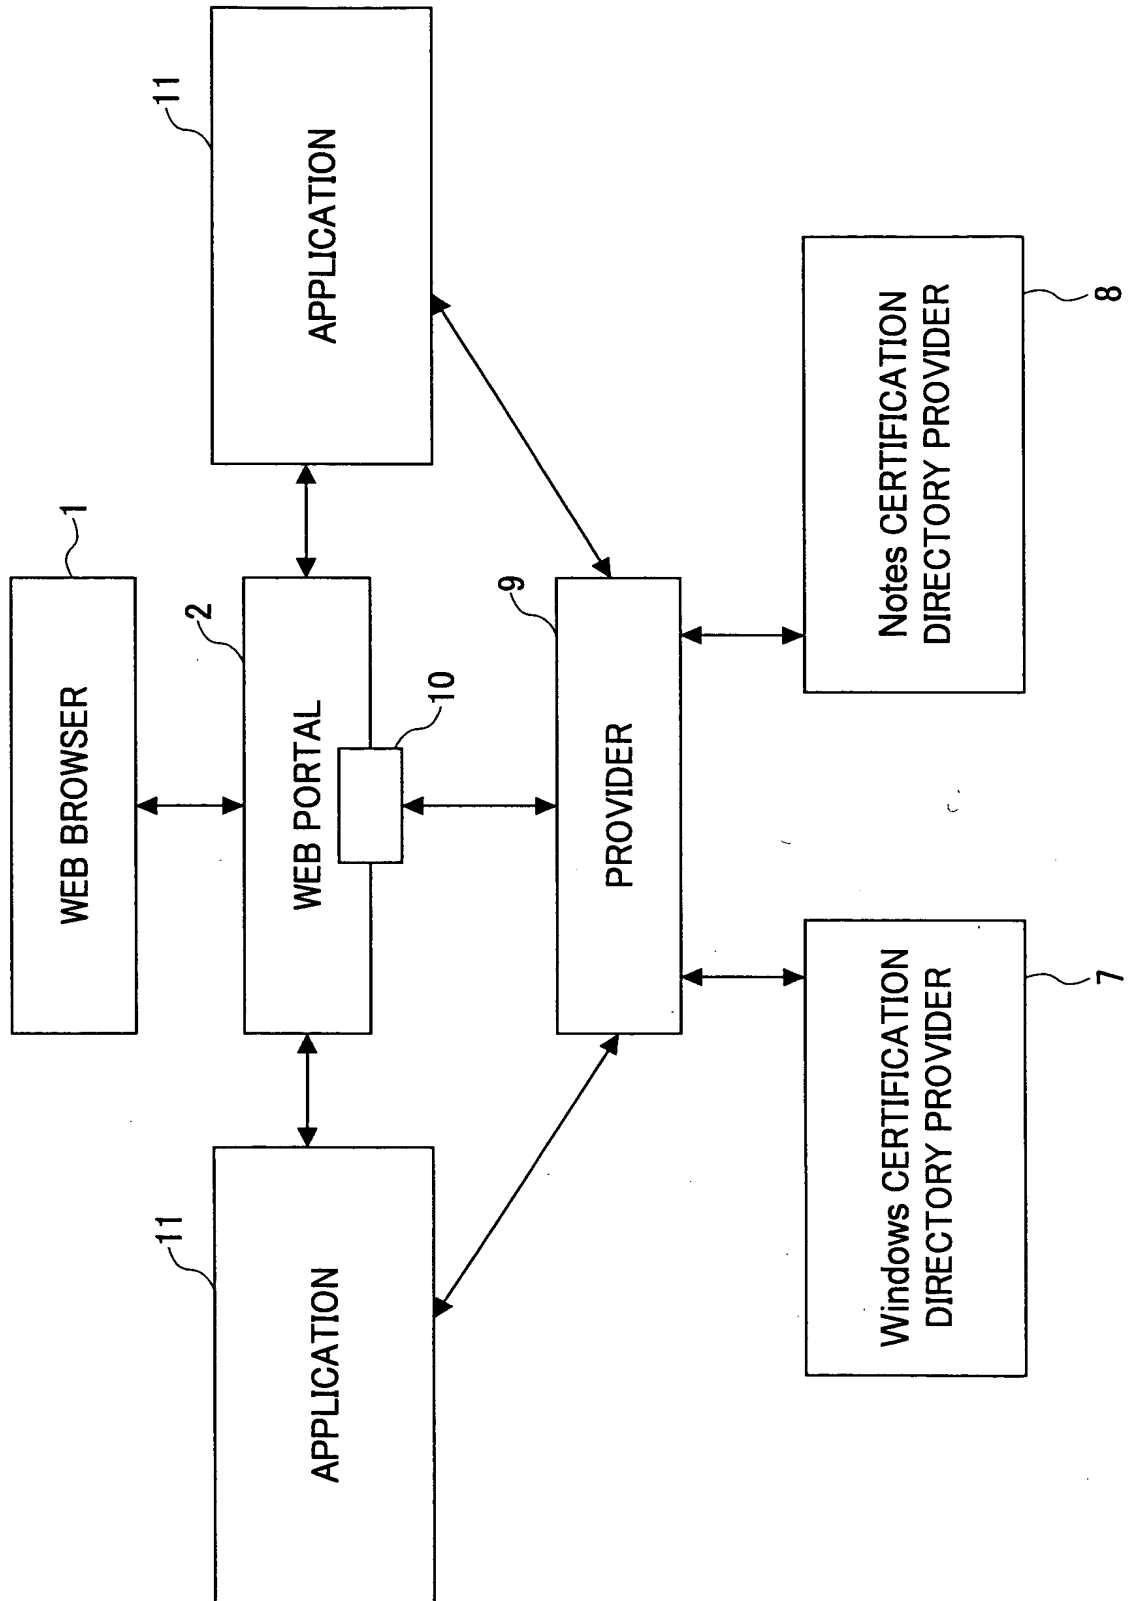 WEB BROWSER
1
WEB PORTAL
2
10
APPLICATION
11
APPLICATION
11
PROVIDER
9
Windows CERTIFICATION
DIRECTORY PROVIDER
7
Notes CERTIFICATION
DIRECTORY PROVIDER
8